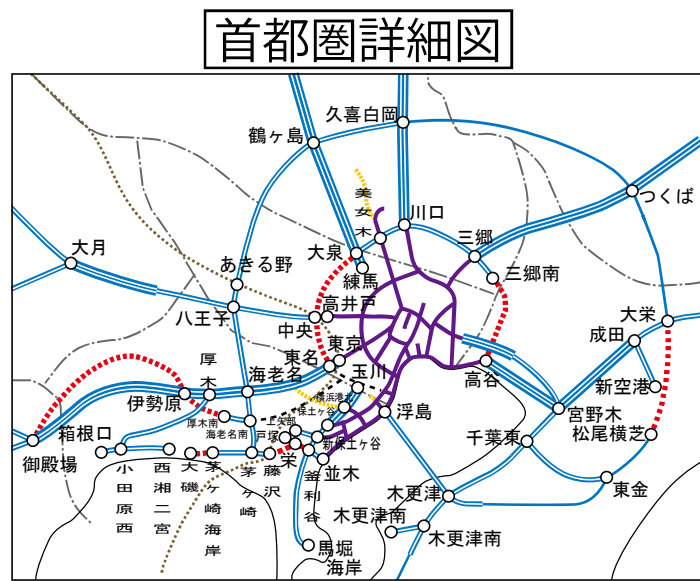 首都圏詳細図
久喜白岡
鶴ヶ島
つくば
美女木
川口
大月
大泉
三郷
あきる野
練馬
三郷南
八王子
高井戸
中央
大栄
成田
東京
東名
厚木
海老名
玉川
高谷
新空港
伊勢原
横浜港北
保土ヶ谷
浮島
宮野木
厚木南
上矢部
松尾横芝
箱根口
海老名南
戸塚
新保土ヶ谷
千葉東
御殿場
栄
並木
小田原西
西湘二宮
大磯
茅ヶ崎海岸
茅ヶ崎
藤沢
釜利谷
木更津
東金
木更津南
木更津南
馬堀海岸